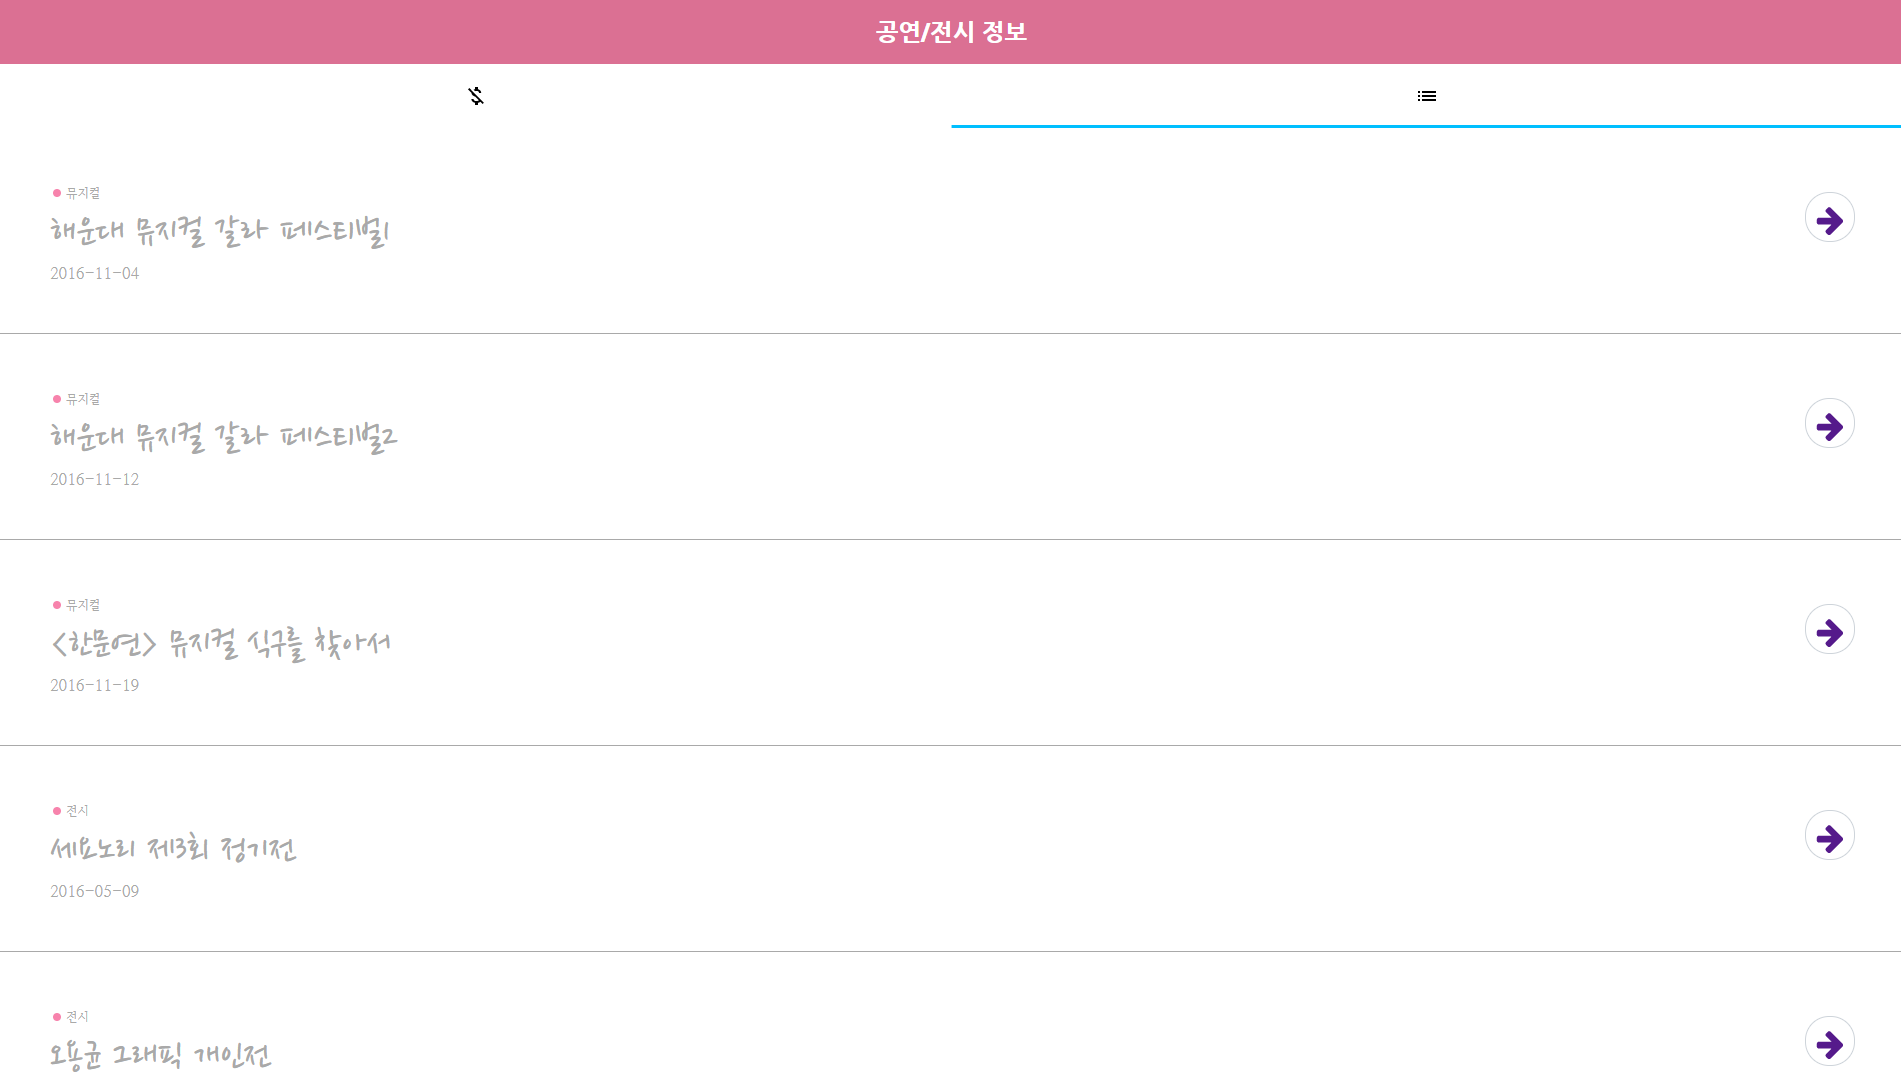 공연/전시 정보
뮤지컬
해운대 뮤지컬 갈라 페스티벌1
2016-11-04
뮤지컬
해운대 뮤지컬 갈라 페스티벌2
2016-11-12
뮤지컬
<한문연> 뮤지컬 식구를 찾아서
2016-11-19
전시
세요노리 제3회 정기전
2016-05-09
전시
오용균 그래픽 개인전